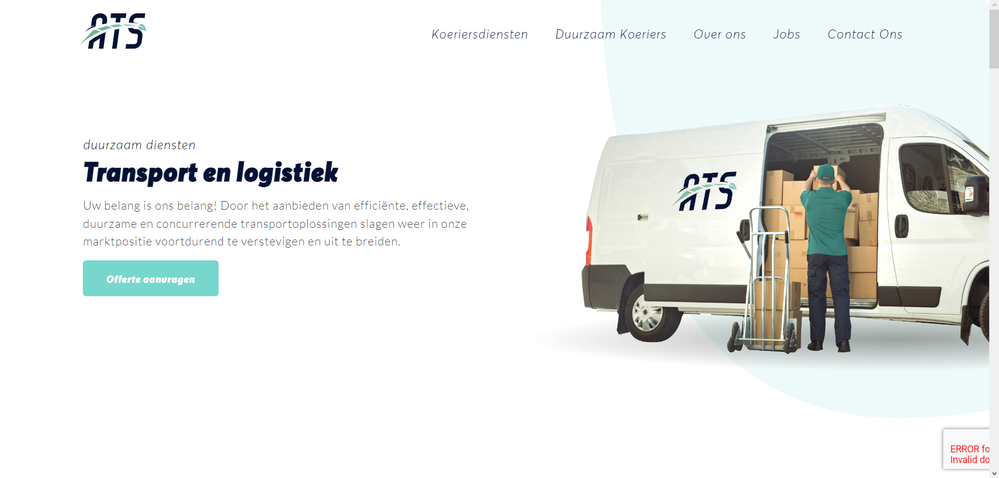 ATS
Koeriersdiensten
Duurzaam Koeriers
Over ons
Jobs
Contact Ons
duurzaam diensten
Transport en logistiek
Uw belang is ons belang! Door het aanbieden van efficiënte, effectieve,
duurzame en concurrerende transportoplossingen slagen weer in onze
marktpositie voortdurend te verstevigen en uit te breiden.
Offerte aanvragen
ATS
ERROR fo
Invalid do